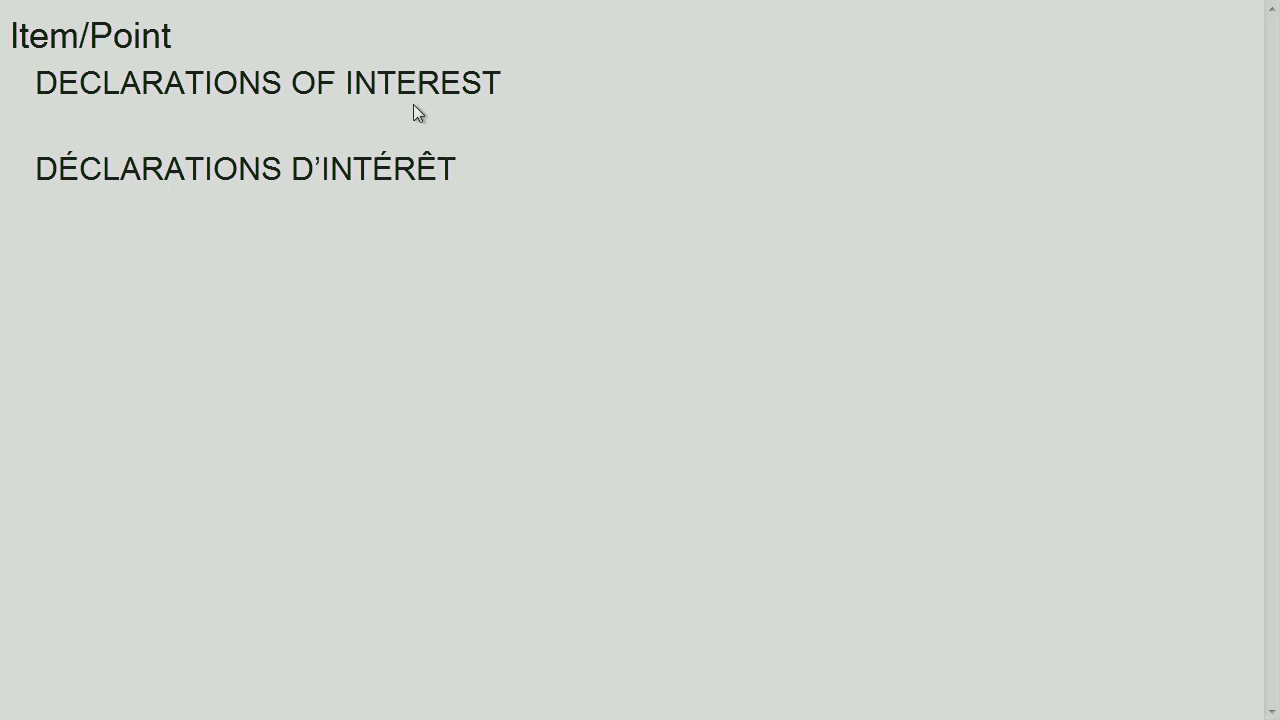 Item/Point
DECLARATIONS OF INTEREST
DÉCLARATIONS D’INTÉRÊT